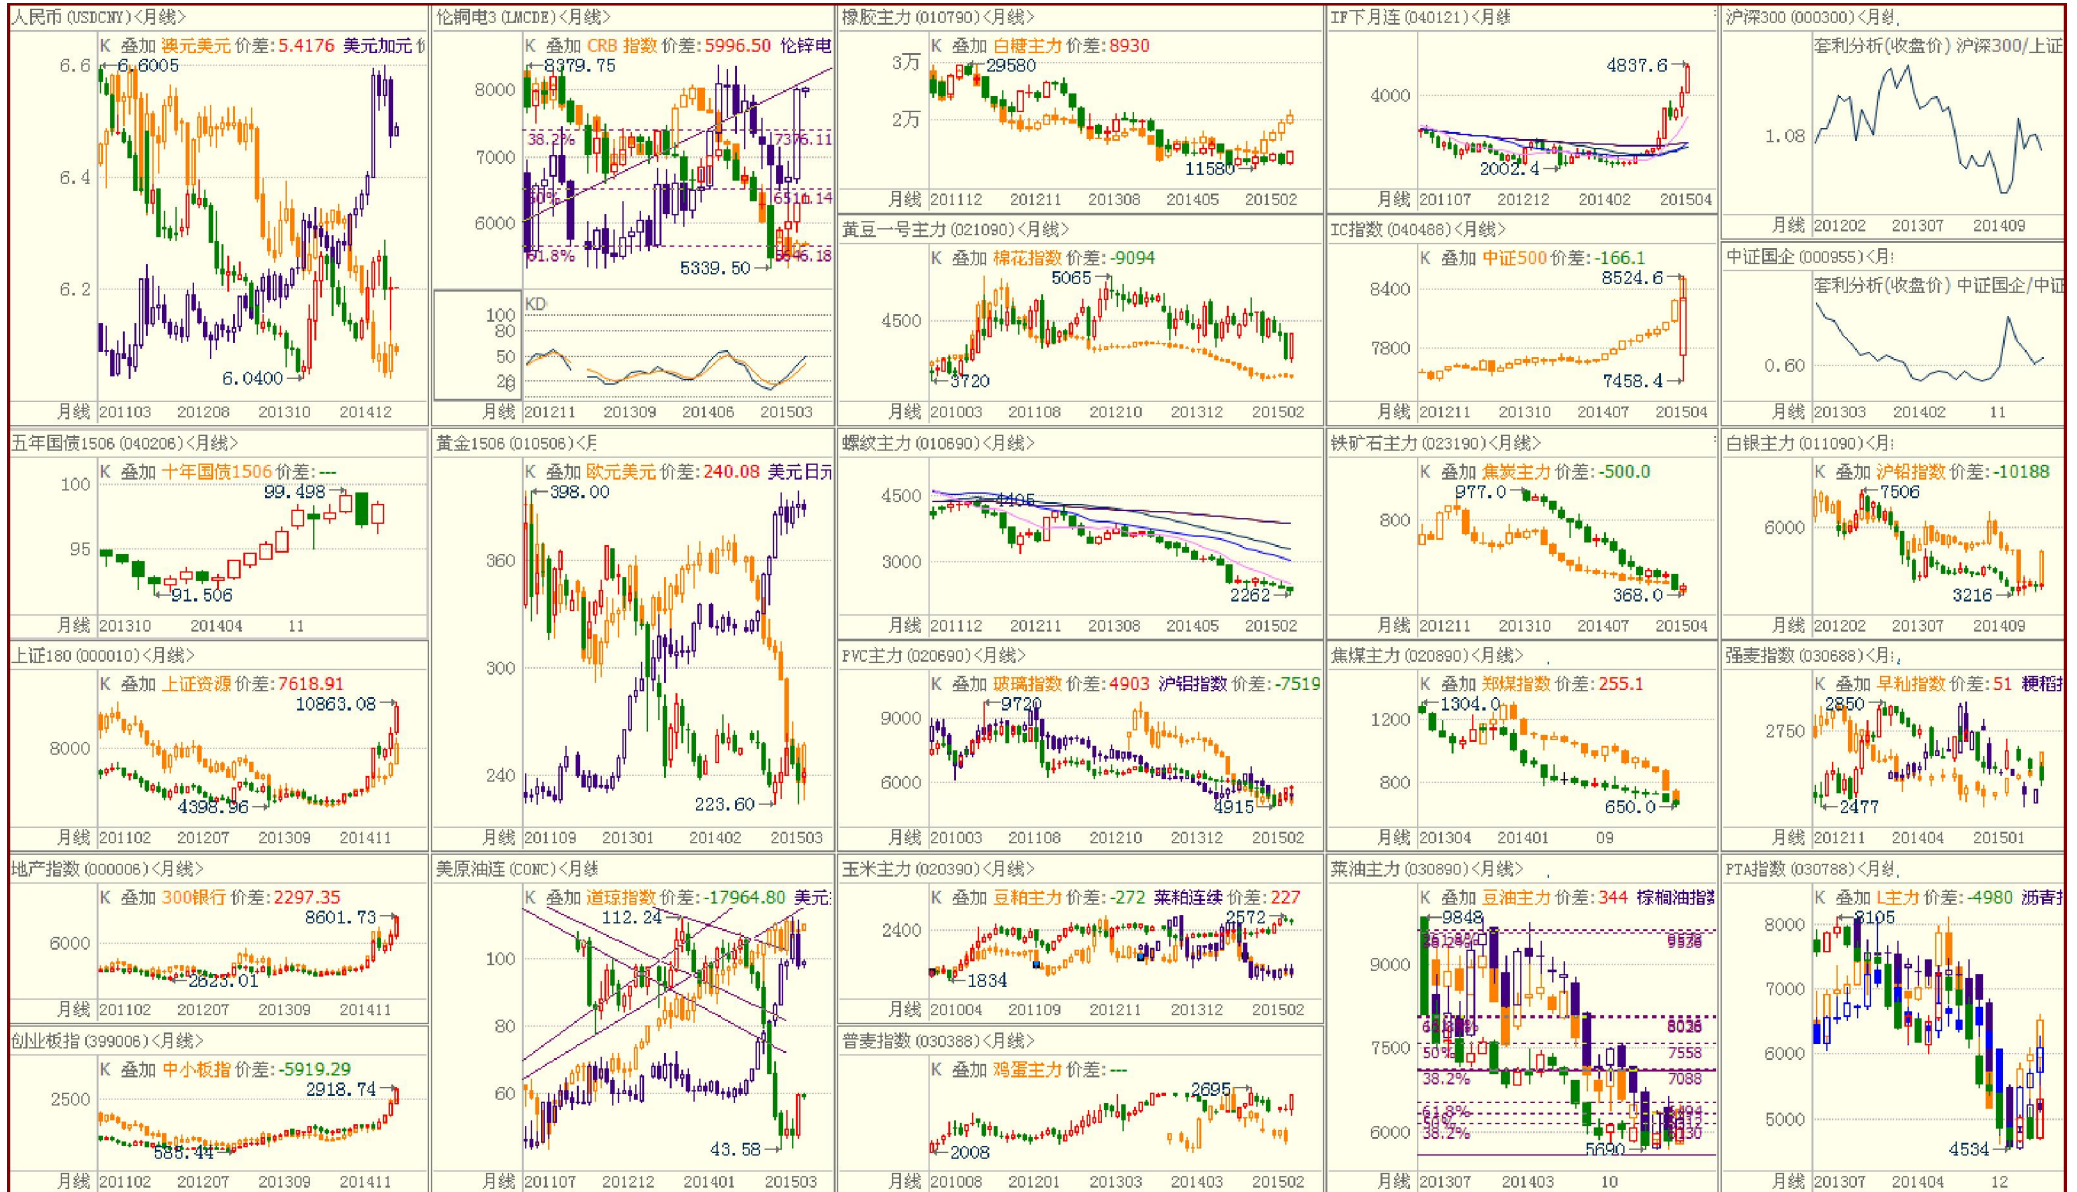 人民币(USDCNY)<月线>
K 叠加 澳元美元 价差:5.4176 美元加元
6.6
6.6005
6.4
6.2
6.0400
月线 201103 201208 201310 201412
伦铜电3(LMCDE)<月线>
K 叠加 CRB 指数 价差:5996.50 伦锌电
8379.75
8000
38.2% 7376.11
7000
50%
6000
61.8%
5339.50
KD
100
80
50
20
月线 201211 201309 201406 201503
橡胶主力(010790)<月线>
K 叠加 白糖主力 价差:8930
3万
29580
2万
11580
月线 201112 201211 201308 201405 201502
IF下月连(040121)<月线
4837.6
4000
2002.4
月线 201107 201212 201402 201504
沪深300(000300)<月线
套利分析(收盘价) 沪深300/上证
1.08
月线 201202 201307 201409
黄豆一号主力(021090)<月线>
K 叠加 棉花指数 价差:-9094
5065
4500
3720
月线 201003 201108 201210 201312 201502
IC指数(040488)<月线>
K 叠加 中证500 价差:-166.1
8524.6
8400
7800
7458.4
月线 201211 201310 201407 201504
中证国企(000955)<月
套利分析(收盘价) 中证国企/中证
0.60
月线 201303 201402 11
五年国债1506(040206)<月线>
K 叠加 十年国债1506 价差:---
100
99.498
95
91.506
月线 201310 201404 11
黄金1506(010506)<月
K 叠加 欧元美元 价差:240.08 美元日元
398.00
360
300
240
223.60
月线 201109 201301 201402 201503
螺纹主力(010690)<月线>
4500
4405
3000
2262
月线 201112 201211 201308 201405 201502
铁矿石主力(023190)<月线>
K 叠加 焦炭主力 价差:-500.0
977.0
800
368.0
月线 201211 201310 201407 201504
白银主力(011090)<月
K 叠加 沪铅指数 价差:-10188
7506
6000
3216
月线 201202 201307 201409
上证180(000010)<月线>
K 叠加 上证资源 价差:7618.91
10863.08
8000
4398.96
月线 201102 201207 201309 201411
PVC主力(020690)<月线>
K 叠加 玻璃指数 价差:4903 沪铝指数 价差:-7519
9720
9000
6000
4915
月线 201003 201108 201210 201312 201502
焦煤主力(020890)<月线>
K 叠加 郑煤指数 价差:255.1
1304.0
1200
800
650.0
月线 201304 201401 09
强麦指数(030688)<月
K 叠加 早籼指数 价差:51 粳稻指
2850
2750
2477
月线 201211 201404 201501
地产指数(000006)<月线>
K 叠加 300银行 价差:2297.35
8601.73
6000
2623.01
月线 201102 201207 201309 201411
美原油连(CONC)<月线
K 叠加 道琼指数 价差:-17964.80 美元
112.24
100
80
60
43.58
月线 201107 201212 201401 201503
玉米主力(020390)<月线>
K 叠加 豆粕主力 价差:-272 菜粕连续 价差:227
2572
2400
1834
月线 201004 201109 201211 201403 201502
菜油主力(030890)<月线>
K 叠加 豆油主力 价差:344 棕榈油指数
9848
9000
50% 7558
7500
38.2% 7088
38.2%
6000
5690
月线 201307 201403 10
PTA指数(030788)<月线
K 叠加 L主力 价差:-4980 沥青指
8105
8000
7000
6000
5000
4534
月线 201307 201404 12
创业板指(399006)<月线>
K 叠加 中小板指 价差:-5919.29
2918.74
2500
585.44
月线 201102 201207 201309 201411
普麦指数(030388)<月线>
K 叠加 鸡蛋主力 价差:---
2695
2008
月线 201008 201201 201303 201407 201502